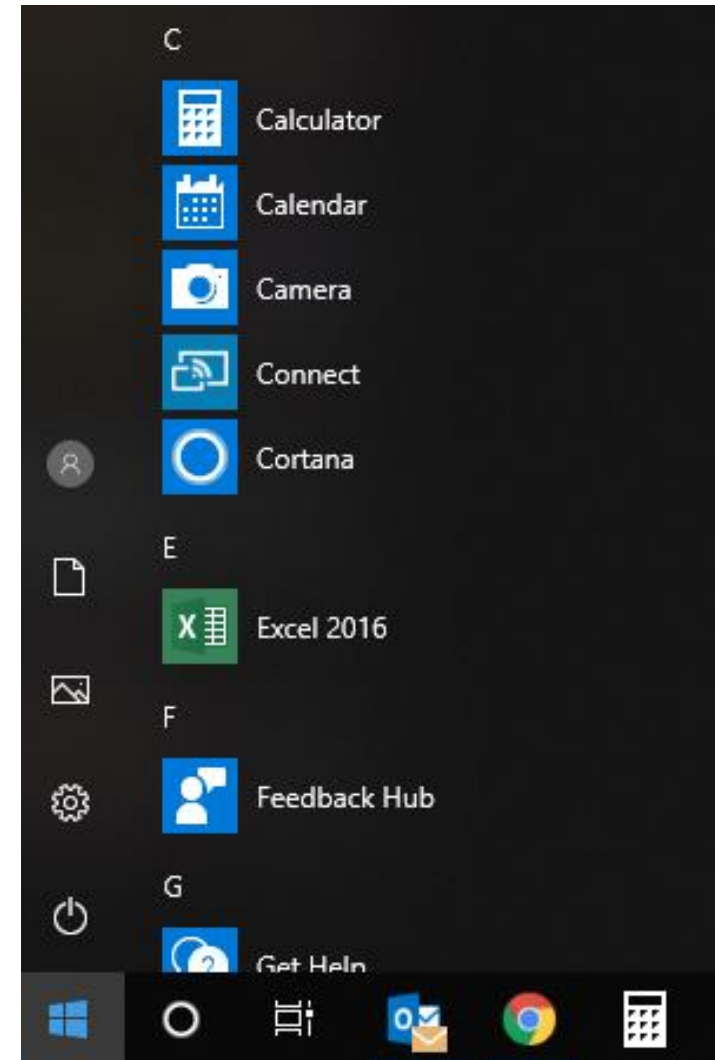 C
Calculator
Calendar
Camera
Connect
Cortana
E
Excel 2016
F
Feedback Hub
G
Get Help